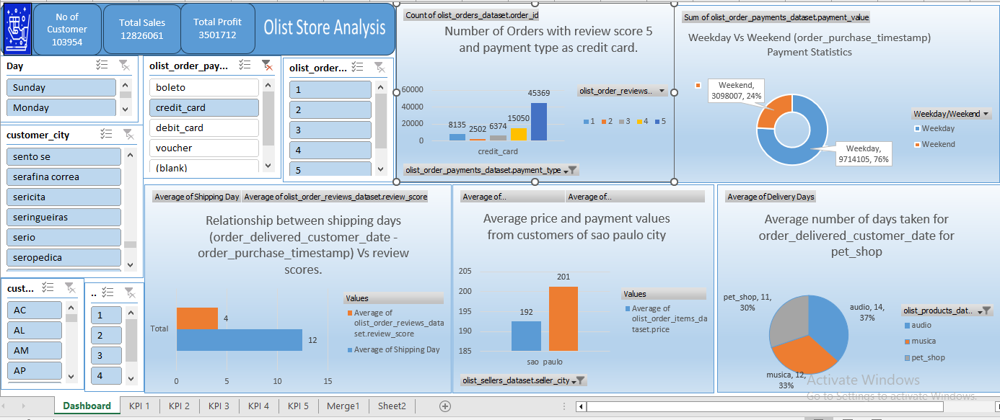 No of
Customer
103954
Total Sales
12826061
Total Profit
3501712
Olist Store Analysis
Day
Sunday
Monday
olist_order_pay...
boleto
credit_card
debit_card
voucher
(blank)
olist_order...
1
2
3
4
5
customer_city
sento se
serafina correa
sericita
seringueiras
serio
seropedica
cust...
AC
AL
AM
AP
..
1
2
3
4
Count of olist_orders_dataset.order_id
Number of Orders with review score 5
and payment type as credit card.
60000
40000
20000
0
8135
2502
6374
15050
45369
credit_card
olist_order_reviews..
1 2 3 4 5
olist_order_payments_dataset.payment_type
Sum of olist_order_payments_dataset.payment_value
Weekday Vs Weekend (order_purchase_timestamp)
Payment Statistics
Weekend,
3098007, 24%
Weekday,
9714105, 76%
Weekday/Weekend
Weekday
Weekend
Average of Shipping Day
Average of olist_order_reviews_dataset.review_score
Relationship between shipping days
(order_delivered_customer_date -
order_purchase_timestamp) Vs review
scores.
Total
4
12
0 5 10 15
Values
Average of
olist_order_reviews_data
set.review_score
Average of Shipping Day
Average of...
Average of...
Average price and payment values
from customers of sao paulo city
205
200
195
190
185
192
201
sao paulo
Values
Average of
olist_order_items_da
taset.price
olist_sellers_dataset.seller_city
Average of Delivery Days
Average number of days taken for
order_delivered_customer_date for
pet_shop
pet_shop, 11,
30%
audio, 14,
37%
musica, 12,
33%
olist_products_dat..
audio
musica
pet_shop
Activate Windows
Go to Settings to activate Windows.
Dashboard
KPI 1
KPI 2
KPI 3
KPI 4
KPI 5
Merge1
Sheet2